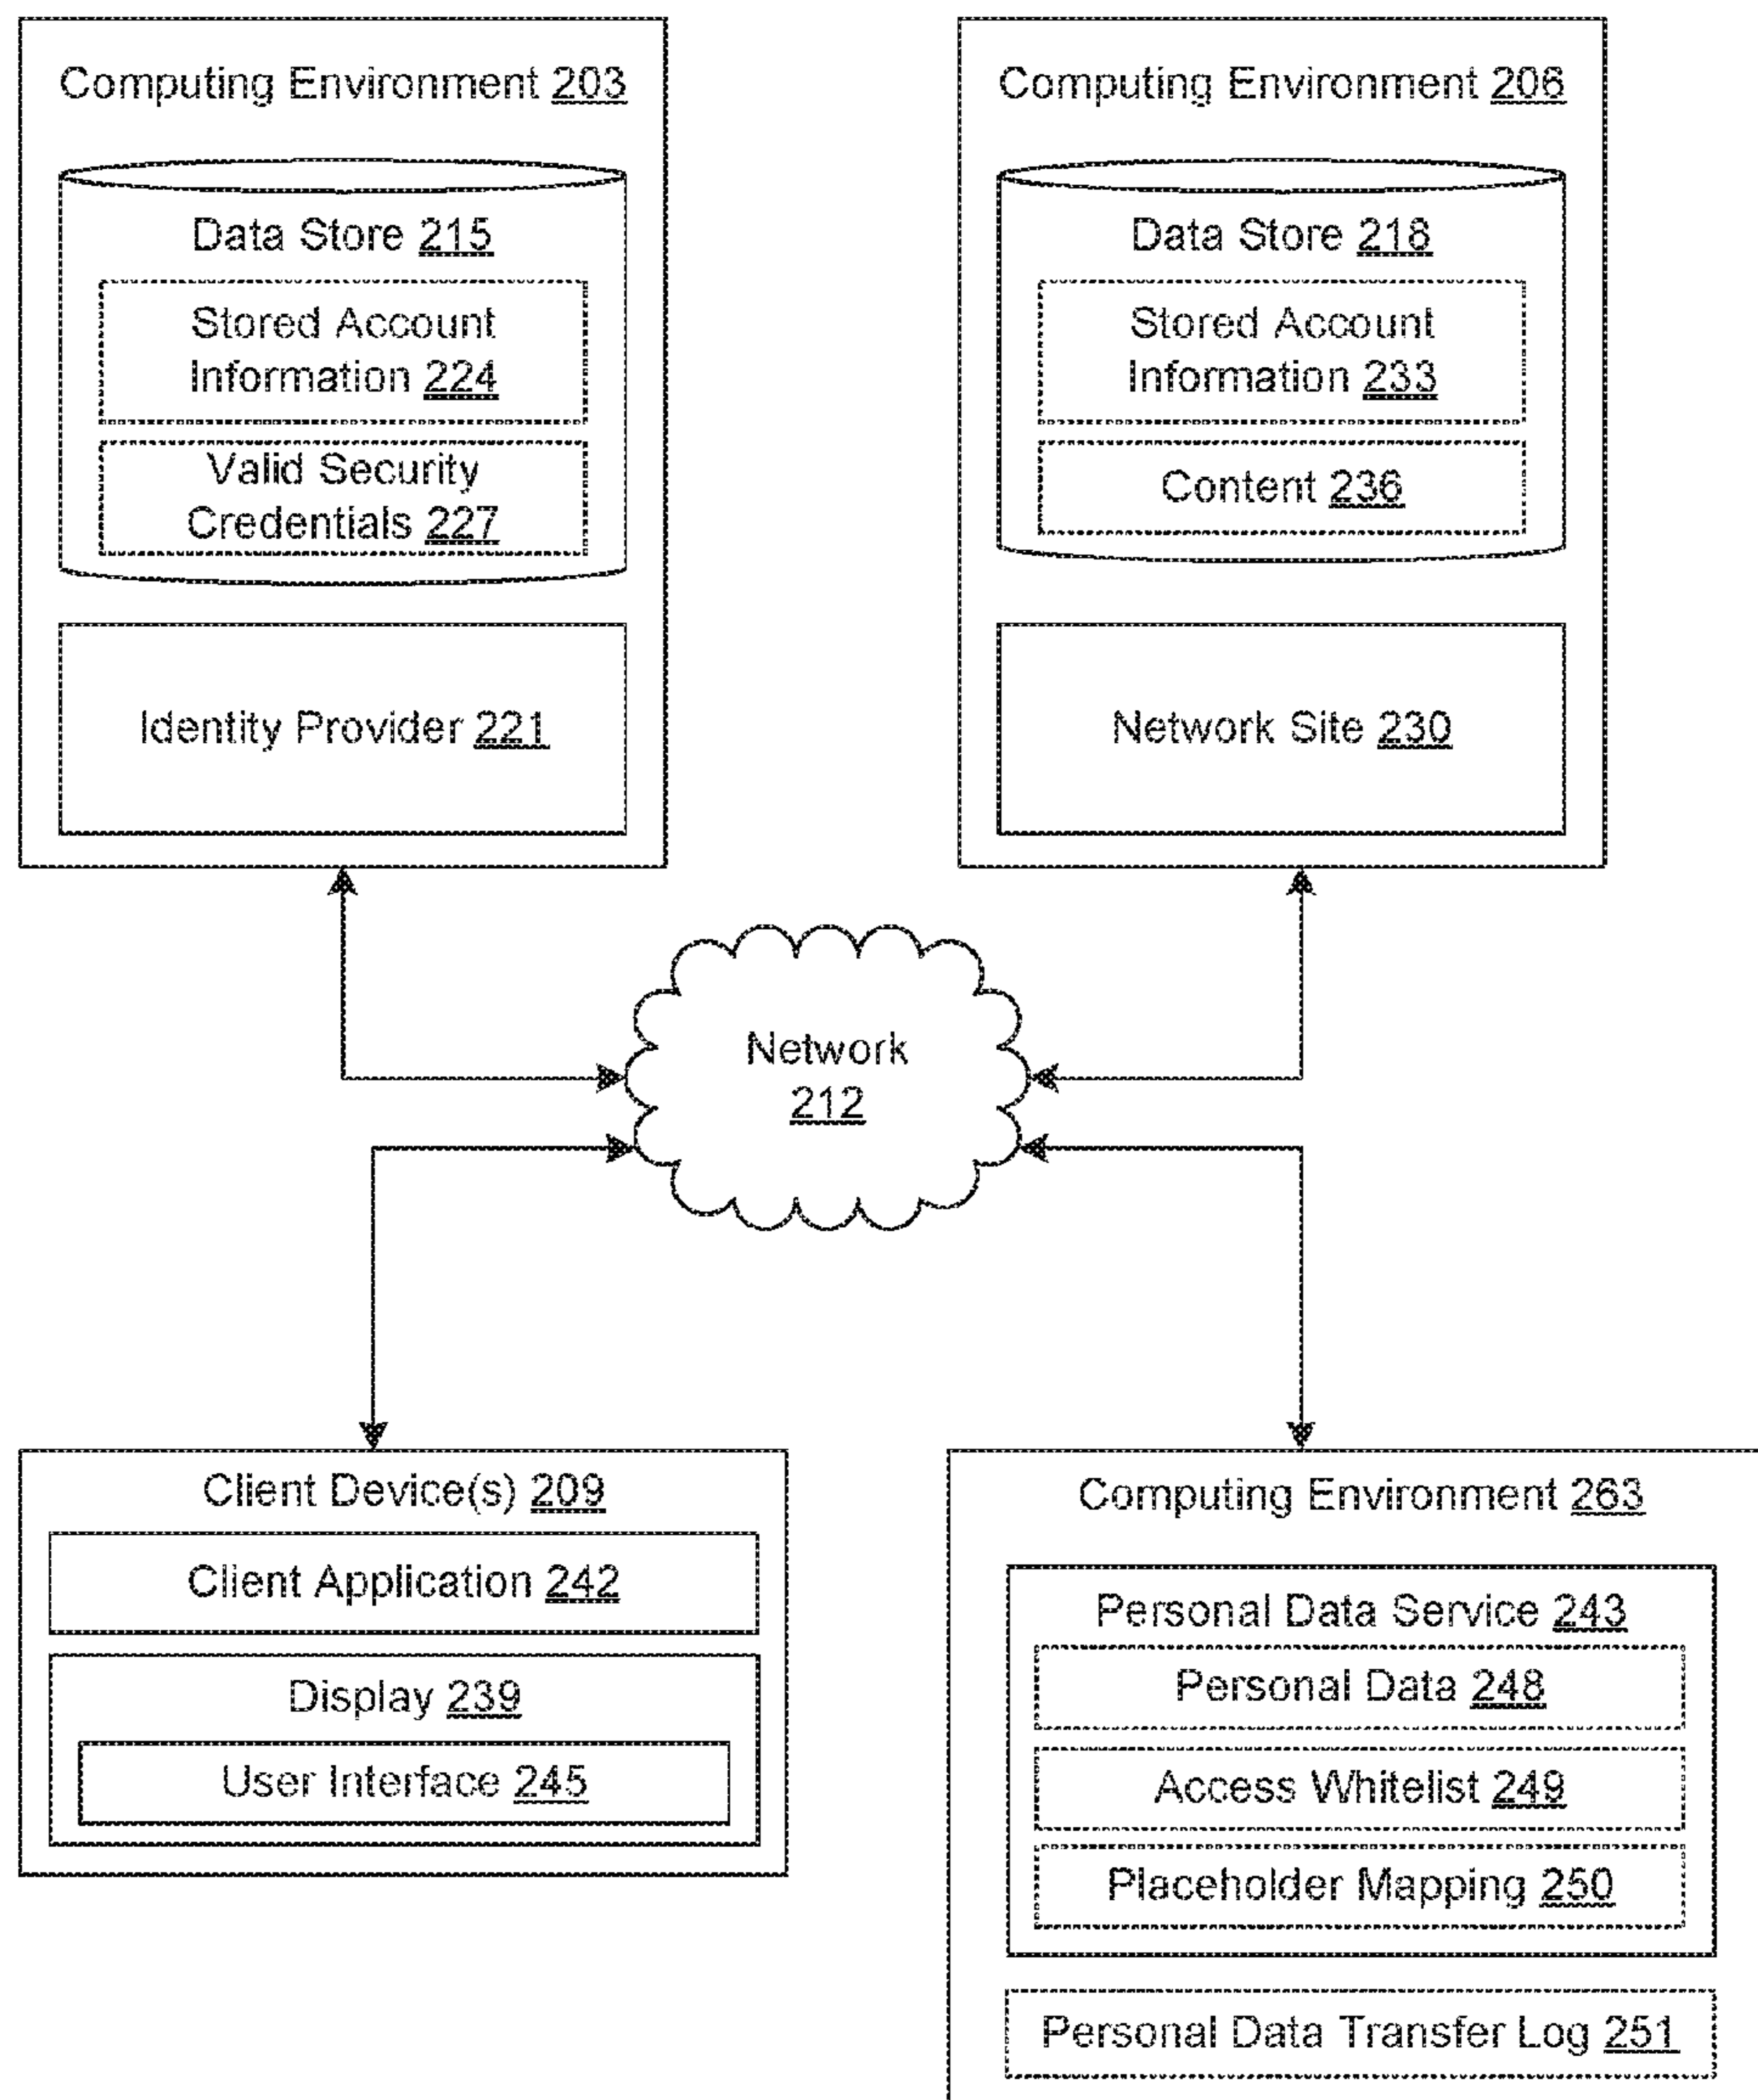 Computing Environment 203
Data Store 215
Stored Account
Information 224
Valid Security
Credentials 227
Identity Provider 221
Computing Environment 206
Data Store 218
Stored Account
Information 233
Content 236
Network Site 230
Network
212
Client Device(s) 209
Client Application 242
Display 239
User Interface 245
Computing Environment 263
Personal Data Service 243
Personal Data 248
Access Whitelist 249
Placeholder Mapping 250
Personal Data Transfer Log 251